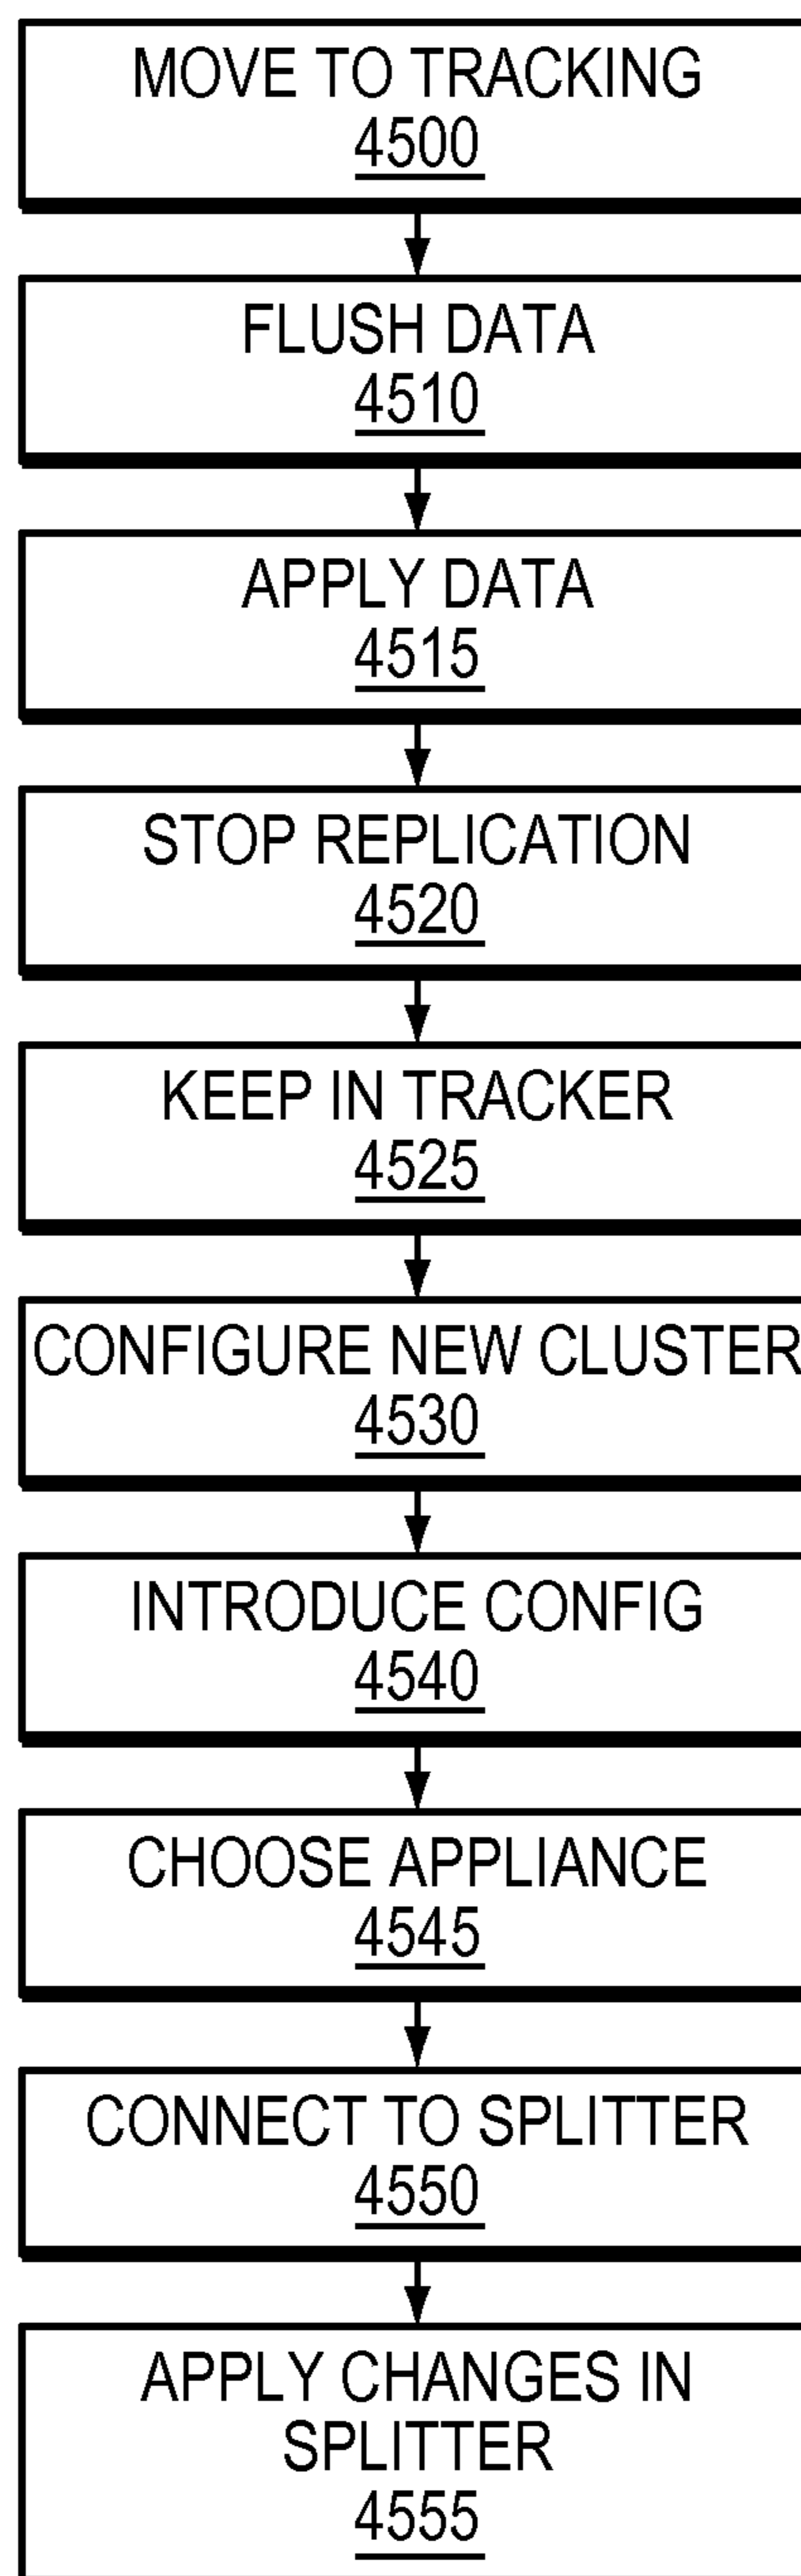 MOVE TO TRACKING
4500
FLUSH DATA
4510
APPLY DATA
4515
STOP REPLICATION
4520
KEEP IN TRACKER
4525
CONFIGURE NEW CLUSTER
4530
INTRODUCE CONFIG
4540
CHOOSE APPLIANCE
4545
CONNECT TO SPLITTER
4550
APPLY CHANGES IN
SPLITTER
4555